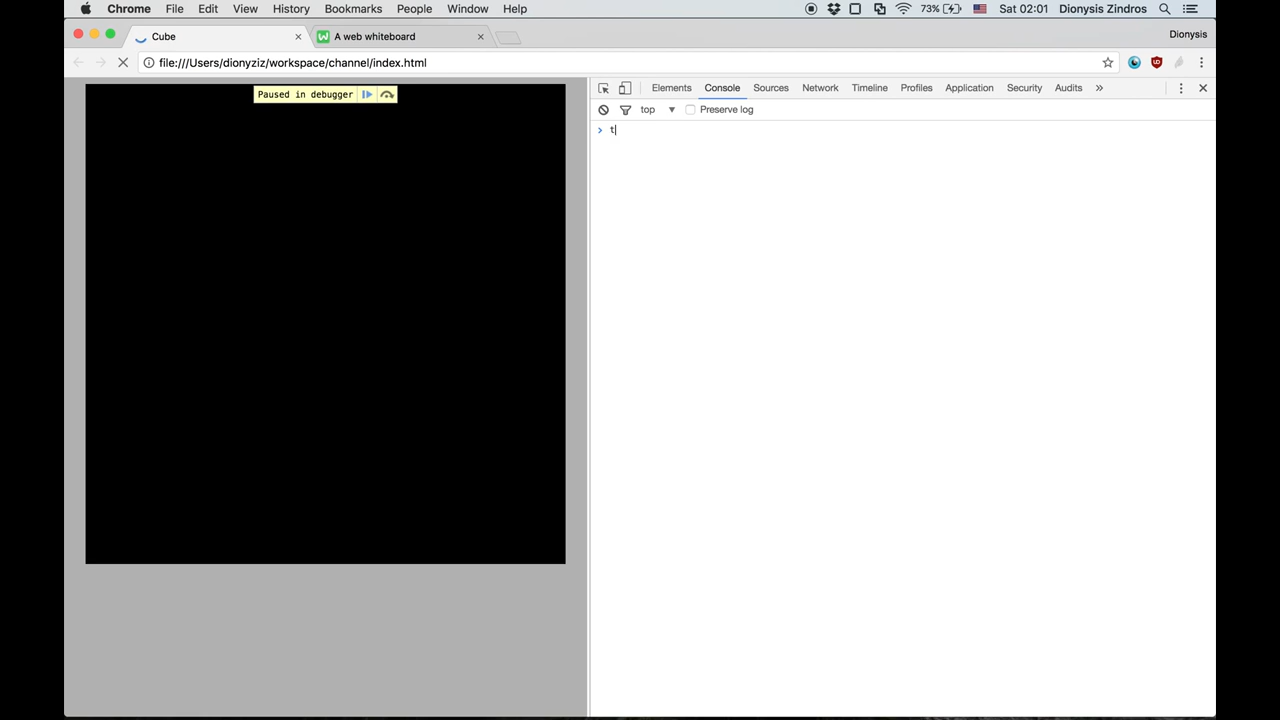 Chrome File Edit View History Bookmarks People Window Help 73% Sat 02:01 Dionysis Zindros
Cube A web whiteboard Dionysis
file:///Users/dionyziz/workspace/channel/index.html
Elements Console Sources Network Timeline Profiles Application Security Audits »
Paused in debugger
top Preserve log
> t